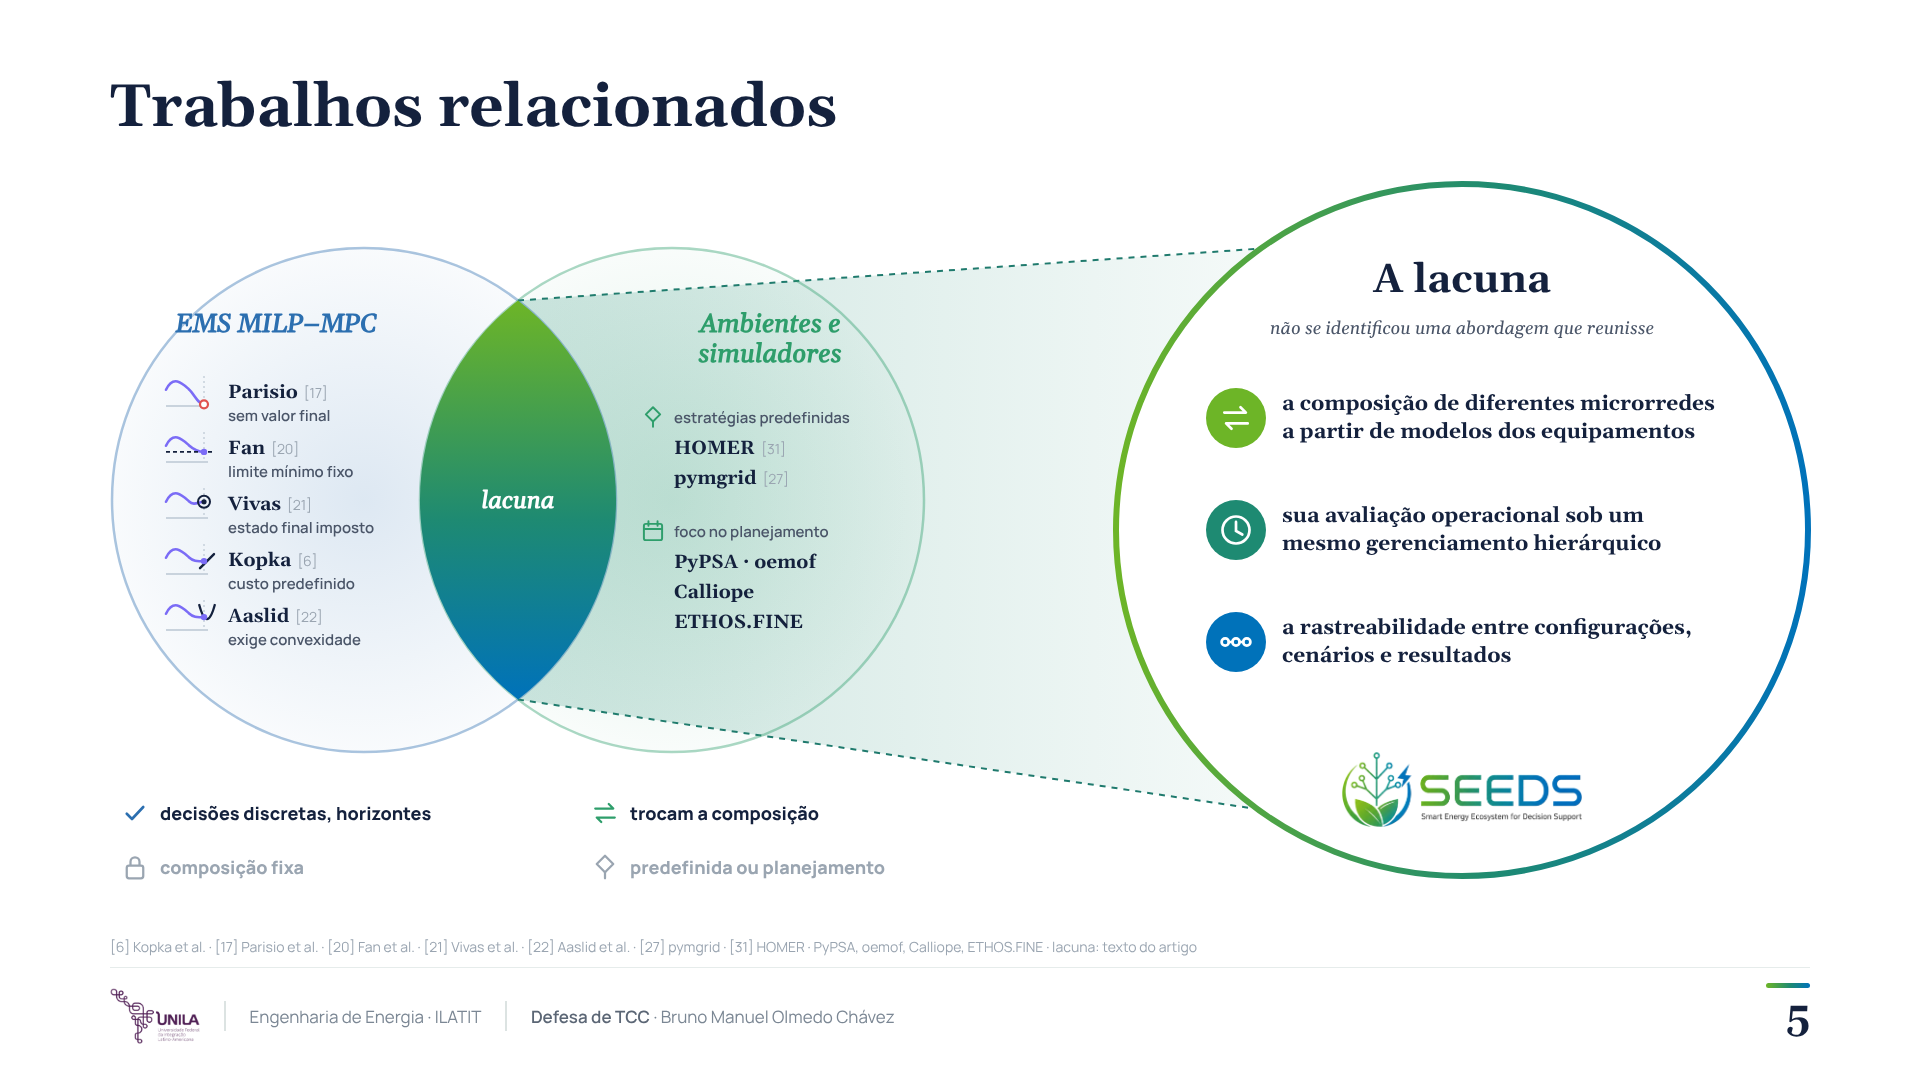 Trabalhos relacionados
EMS MILP–MPC
Parisio [17]
sem valor final
Fan [20]
limite mínimo fixo
Vivas [21]
estado final imposto
Kopka [6]
custo predefinido
Aaslid [22]
exige convexidade
lacuna
Ambientes e
simuladores
estratégias predefinidas
HOMER [31]
pymgrid [27]
foco no planejamento
PyPSA · oemof
Calliope
ETHOS.FINE
A lacuna
não se identificou uma abordagem que reunisse
a composição de diferentes microrredes
a partir de modelos dos equipamentos
sua avaliação operacional sob um
mesmo gerenciamento hierárquico
a rastreabilidade entre configurações,
cenários e resultados
SEEDS
Smart Energy Ecosystem for Decision Support
decisões discretas, horizontes
composição fixa
trocam a composição
predefinida ou planejamento
[6] Kopka et al. · [17] Parisio et al. · [20] Fan et al. · [21] Vivas et al. · [22] Aaslid et al. · [27] pymgrid · [31] HOMER · PyPSA, oemof, Calliope, ETHOS.FINE · lacuna: texto do artigo
UNILA
Universidade Federal
da Integração
Latino-Americana
Engenharia de Energia · ILATIT
Defesa de TCC · Bruno Manuel Olmedo Chávez
5